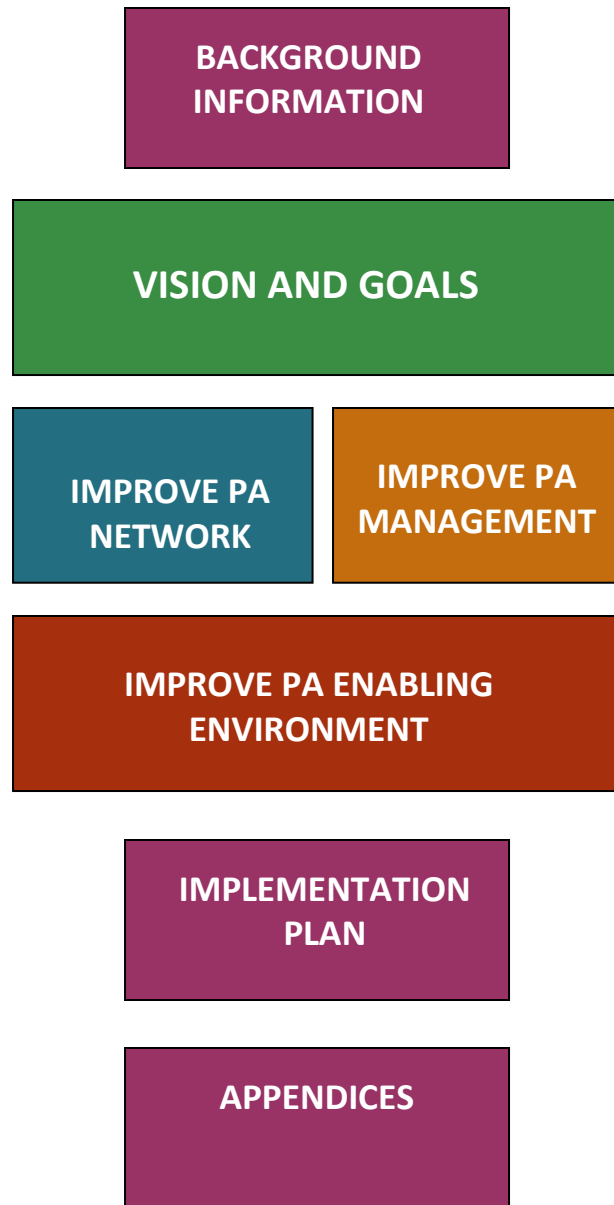 BACKGROUND
INFORMATION
VISION AND GOALS
IMPROVE PA
NETWORK
IMPROVE PA
MANAGEMENT
IMPROVE PA ENABLING
ENVIRONMENT
IMPLEMENTATION
PLAN
APPENDICES